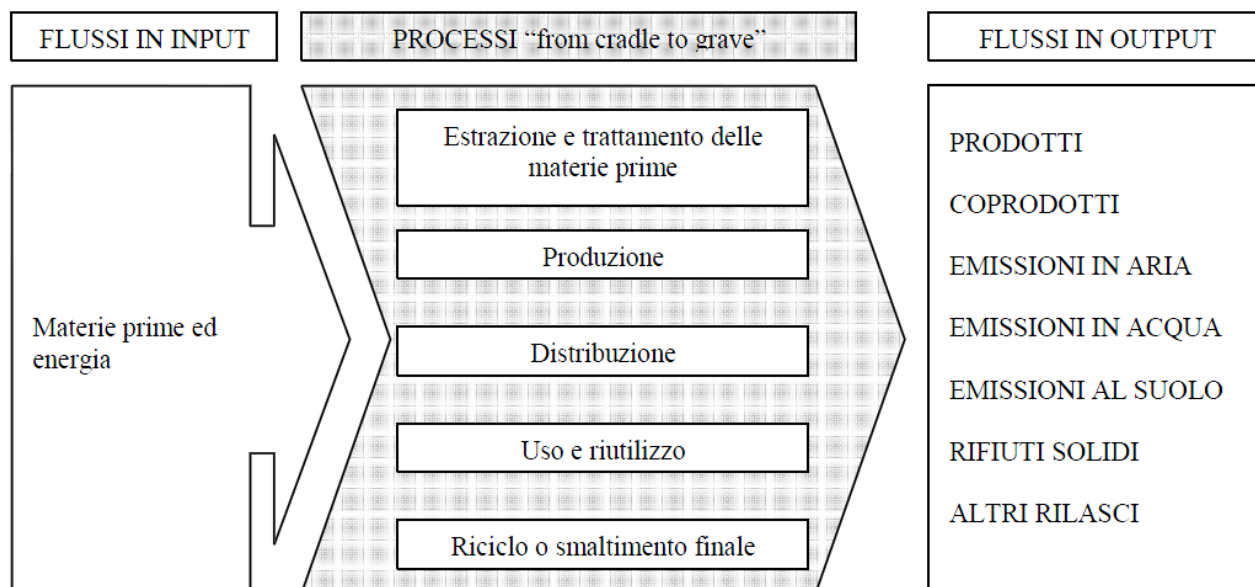 FLUSSI IN INPUT
PROCESSI “from cradle to grave”
FLUSSI IN OUTPUT
Materie prime ed
energia
Estrazione e trattamento delle
materie prime
Produzione
Distribuzione
Uso e riutilizzo
Riciclo o smaltimento finale
PRODOTTI
COPRODOTTI
EMISSIONI IN ARIA
EMISSIONI IN ACQUA
EMISSIONI AL SUOLO
RIFIUTI SOLIDI
ALTRI RILASCI